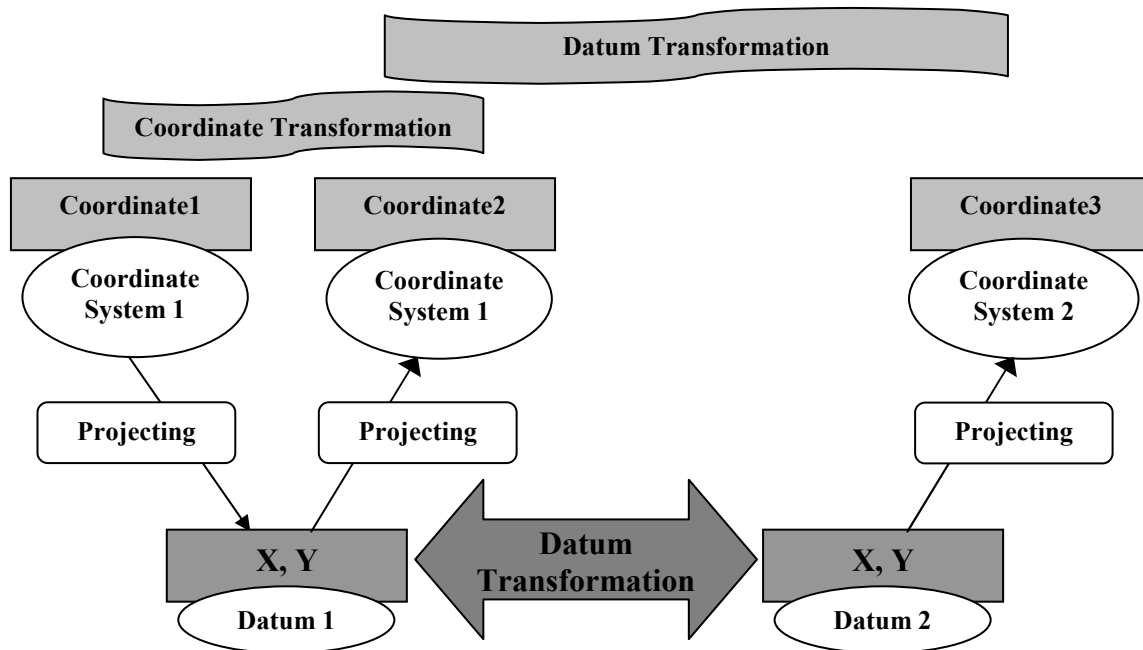 Datum Transformation
Coordinate Transformation
Coordinate1
Coordinate2
Coordinate3
Coordinate
System 1
Coordinate
System 1
Coordinate
System 2
Projecting
Projecting
Projecting
X, Y
Datum
Transformation
X, Y
Datum 1
Datum 2